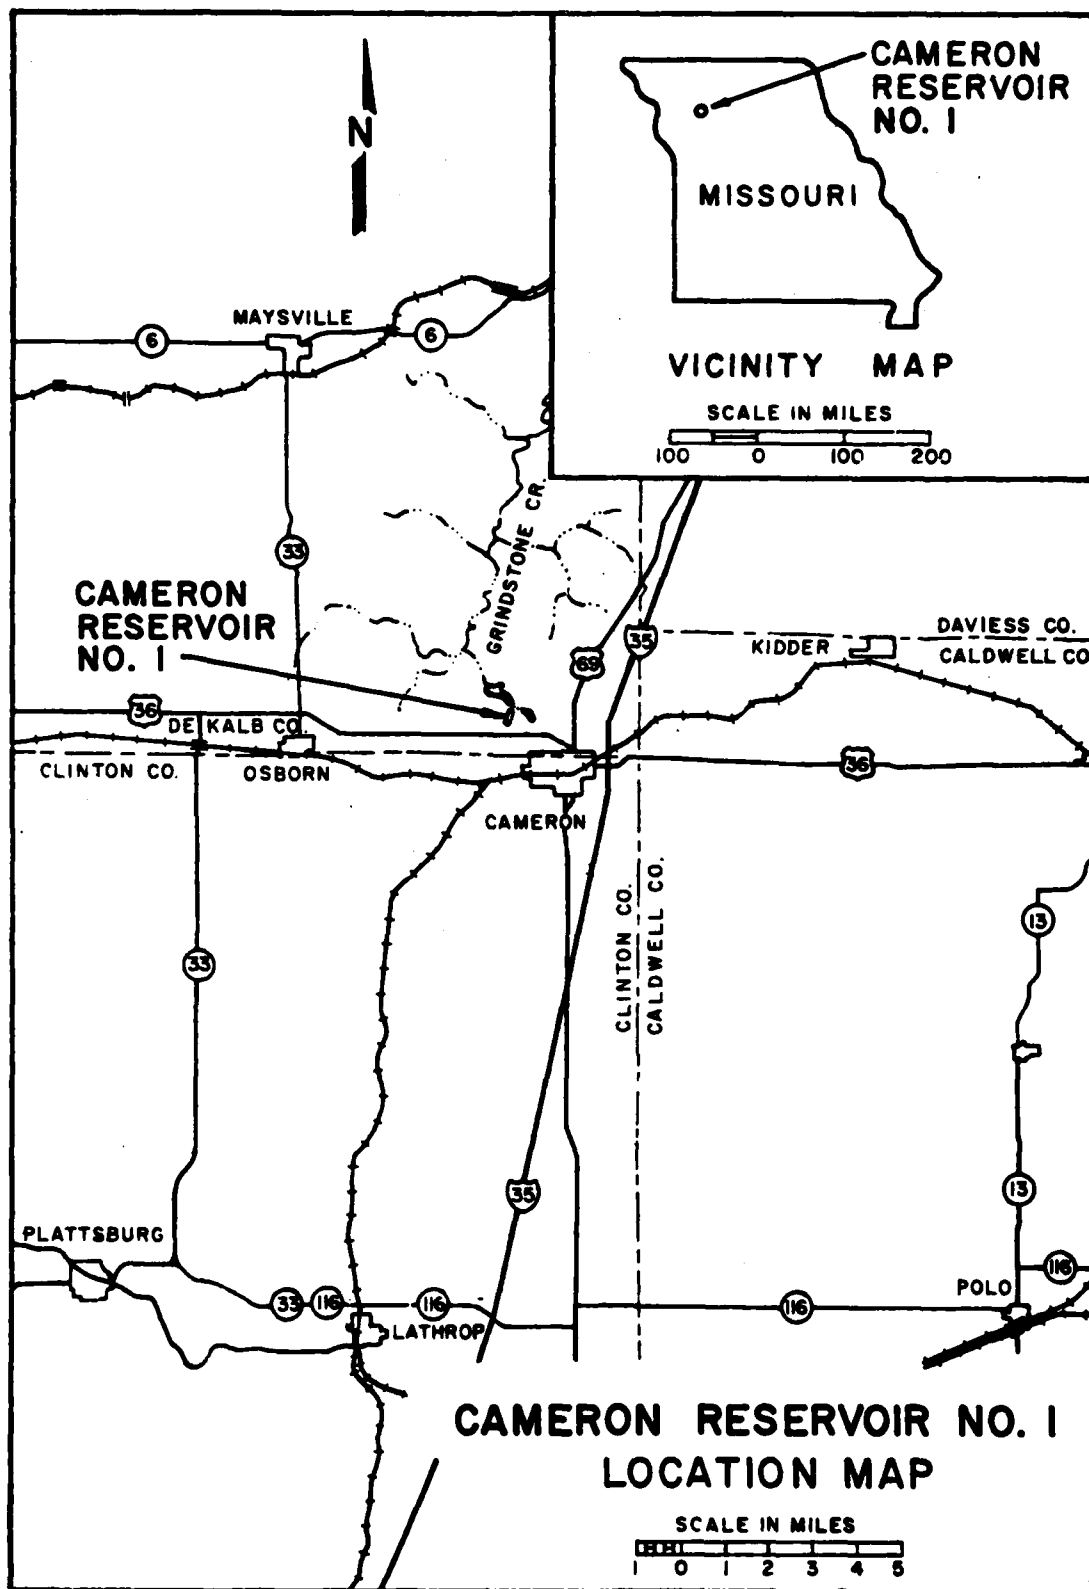 CAMERON
RESERVOIR
NO. 1
MISSOURI
VICINITY MAP
SCALE IN MILES
100 0 100 200
N
MAYSVILLE
6
6
33
GRINDSTONE CR.
CAMERON
RESERVOIR
NO. 1
69
35
KIDDER
DAVIESS CO.
CALDWELL CO
36
DE KALB CO.
CLINTON CO.
OSBORN
36
CAMERON
CLINTON CO.
CALDWELL CO.
33
13
13
35
PLATTSBURG
33
116
116
LATHROP
116
POLO
116
CAMERON RESERVOIR NO. 1
LOCATION MAP
SCALE IN MILES
1 0 1 2 3 4 5